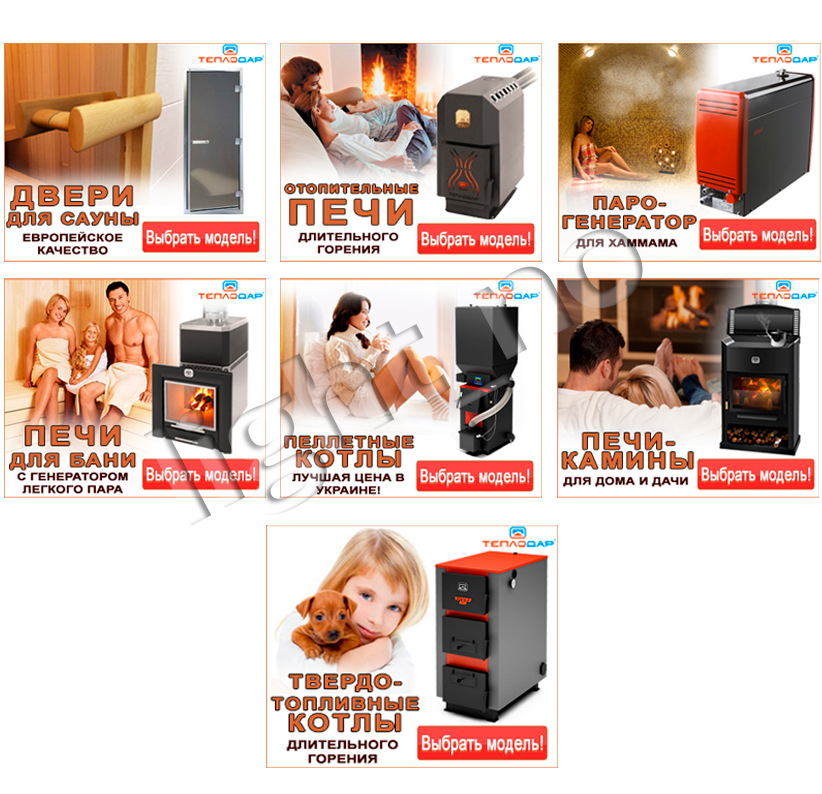 ТЕПЛОДАР
ДВЕРИ
ДЛЯ САУНЫ
ЕВРОПЕЙСКОЕ
КАЧЕСТВО
Выбрать модель!
ТЕПЛОДАР
ОТОПИТЕЛЬНЫЕ
ПЕЧИ
ДЛИТЕЛЬНОГО
ГОРЕНИЯ
Выбрать модель!
ТЕПЛОДАР
ПАРО-
ГЕНЕРАТОР
ДЛЯ ХАММАМА
Выбрать модель!
ТЕПЛОДАР
ПЕЧИ
ДЛЯ БАНИ
С ГЕНЕРАТОРОМ
ЛЕГКОГО ПАРА
Выбрать модель!
ТЕПЛОДАР
ПЕЛЛЕТНЫЕ
КОТЛЫ
ЛУЧШАЯ ЦЕНА В
УКРАИНЕ!
Выбрать модель!
ТЕПЛОДАР
ПЕЧИ-
КАМИНЫ
ДЛЯ ДОМА И ДАЧИ
Выбрать модель!
ТЕПЛОДАР
ТВЕРДО-
ТОПЛИВНЫЕ
КОТЛЫ
ДЛИТЕЛЬНОГО
ГОРЕНИЯ
Выбрать модель!
light no